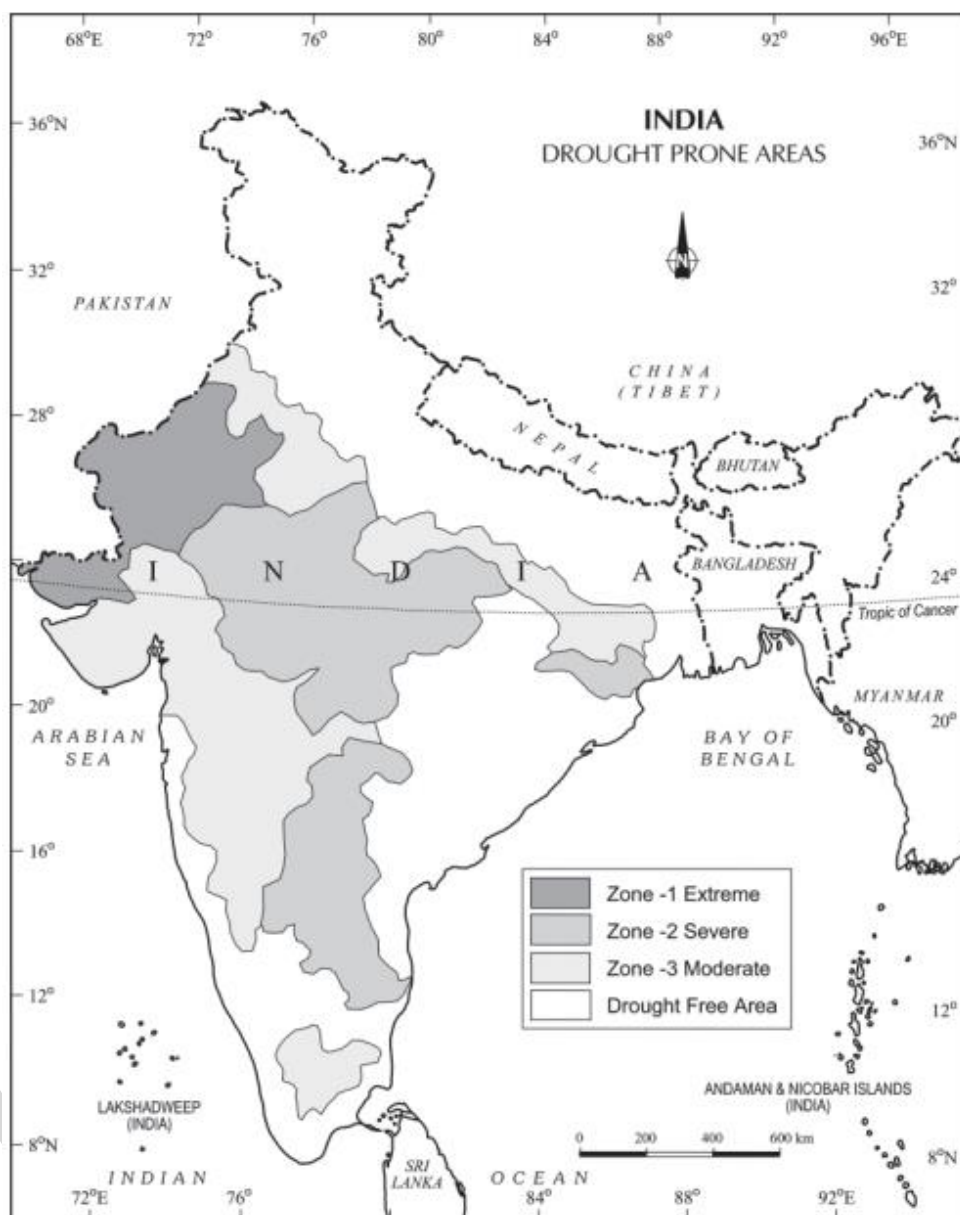 68°E 72° 76° 80° 84° 88° 92° 96°E
INDIA
DROUGHT PRONE AREAS
36°N
36°N
N
32°
32°
PAKISTAN
CHINA
(TIBET)
28°
28°
NEPAL
BHUTAN
I N D I A
BANGLADESH
24°
24°
Tropic of Cancer
20°
20°
MYANMAR
ARABIAN
SEA
BAY OF
BENGAL
16°
16°
Zone -1 Extreme
Zone -2 Severe
Zone -3 Moderate
Drought Free Area
12°
12°
LAKSHADWEEP
(INDIA)
ANDAMAN & NICOBAR ISLANDS
(INDIA)
0 200 400 600 km
8°N
8°N
INDIAN OCEAN
SRI
LANKA
72°E 76° 84° 88° 92°E